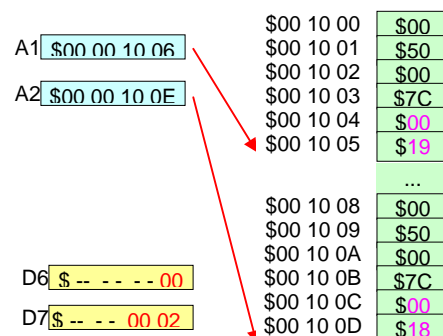 A1 $00 00 10 06
A2 $00 00 10 0E
D6 $ -- - - - - 00
D7 $ -- - - 00 02
$00 10 00 $00
$00 10 01 $50
$00 10 02 $00
$00 10 03 $7C
$00 10 04 $00
$00 10 05 $19
...
$00 10 08 $00
$00 10 09 $50
$00 10 0A $00
$00 10 0B $7C
$00 10 0C $00
$00 10 0D $18